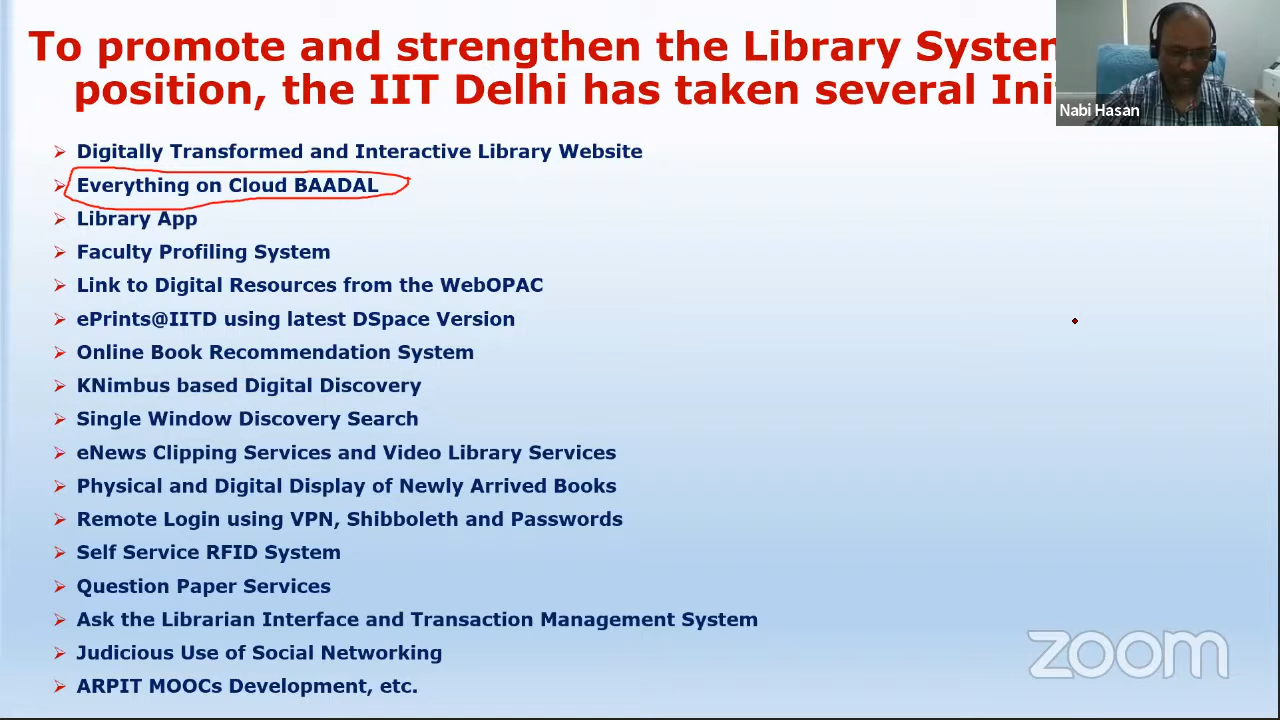 To promote and strengthen the Library System
position, the IIT Delhi has taken several Ini
Nabi Hasan
Digitally Transformed and Interactive Library Website
Everything on Cloud BAADAL
Library App
Faculty Profiling System
Link to Digital Resources from the WebOPAC
ePrints@IITD using latest DSpace Version
Online Book Recommendation System
KNimbus based Digital Discovery
Single Window Discovery Search
eNews Clipping Services and Video Library Services
Physical and Digital Display of Newly Arrived Books
Remote Login using VPN, Shibboleth and Passwords
Self Service RFID System
Question Paper Services
Ask the Librarian Interface and Transaction Management System
Judicious Use of Social Networking
ARPIT MOOCs Development, etc.
zoom